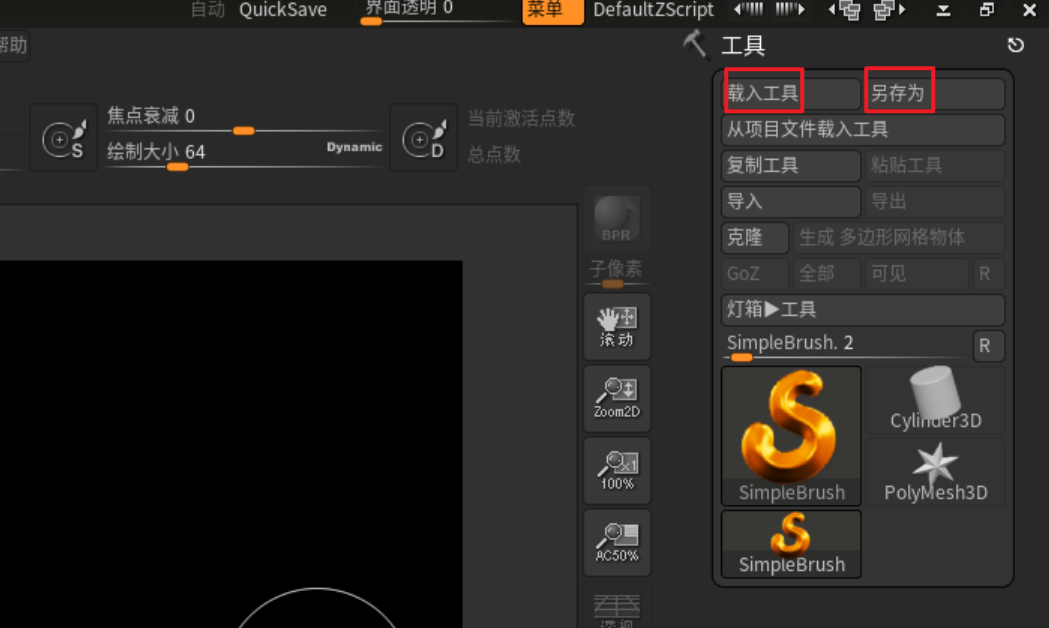 自动 QuickSave 界面透明 0 菜单 DefaultZScript
帮助
工具
载入工具 另存为
焦点衰减 0
当前激活点数
从项目文件载入工具
S
D
绘制大小 64 Dynamic
总点数
复制工具 粘贴工具
导入 导出
BPR
克隆 生成 多边形网格物体
子像素
GoZ 全部 可见 R
灯箱▶工具
滚动
SimpleBrush. 2 R
Zoom2D
Cylinder3D
x1
100%
SimpleBrush
PolyMesh3D
AC50%
SimpleBrush
透视